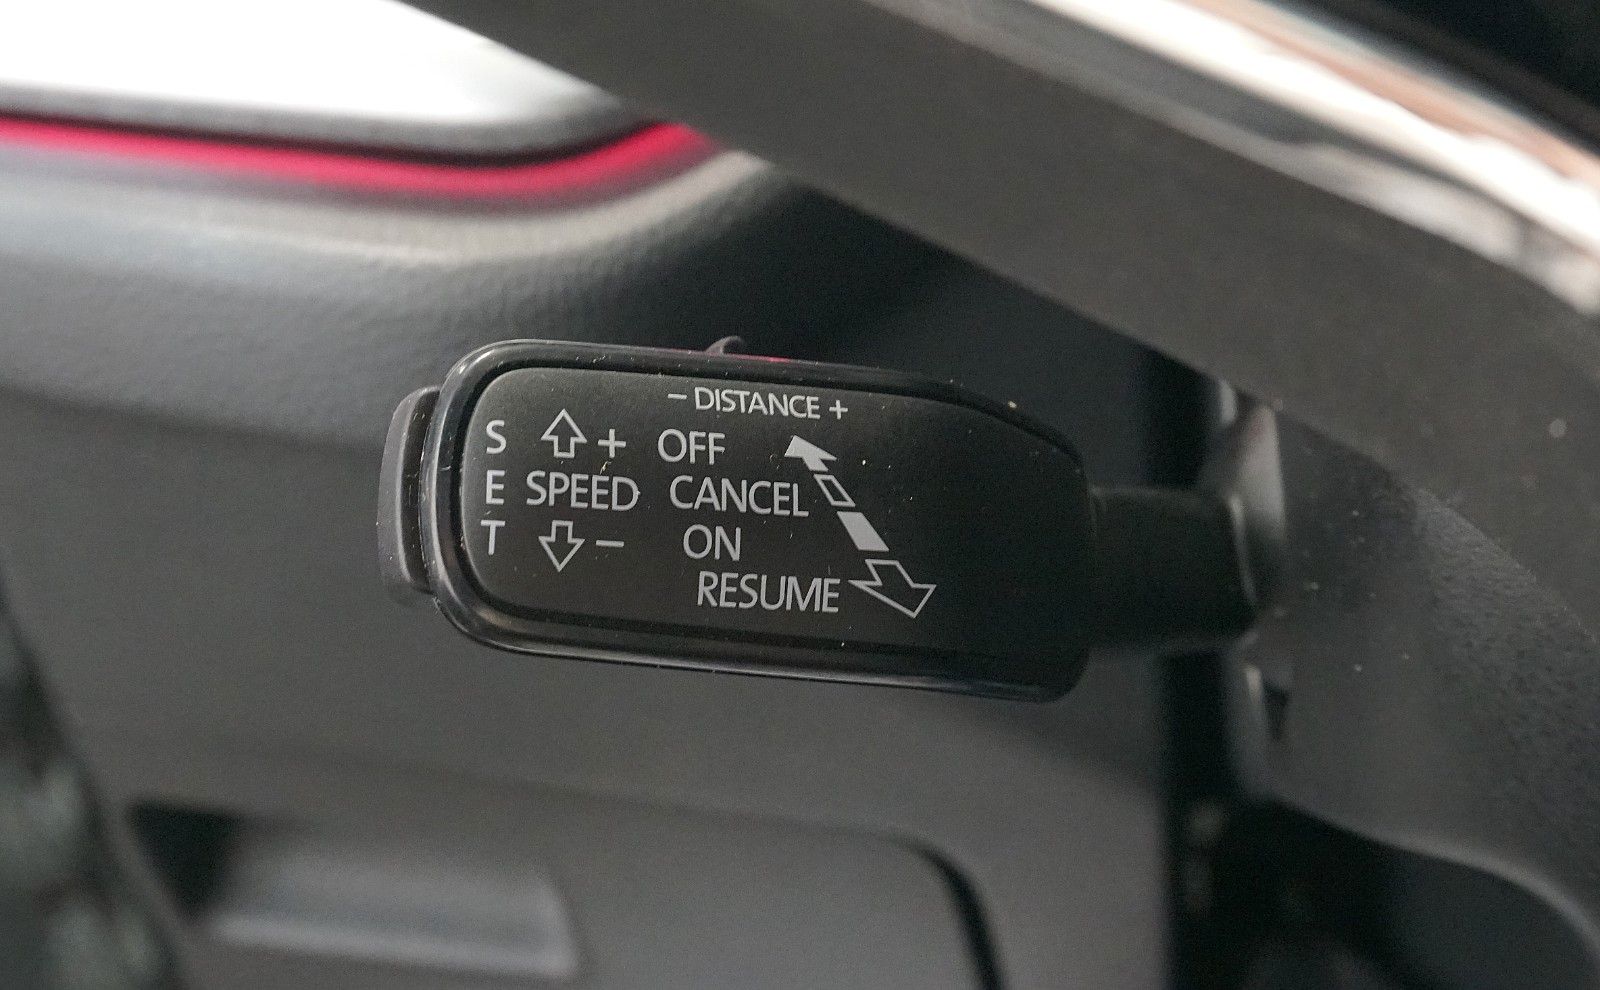 − DISTANCE +
S + OFF
E SPEED CANCEL
T − ON
RESUME